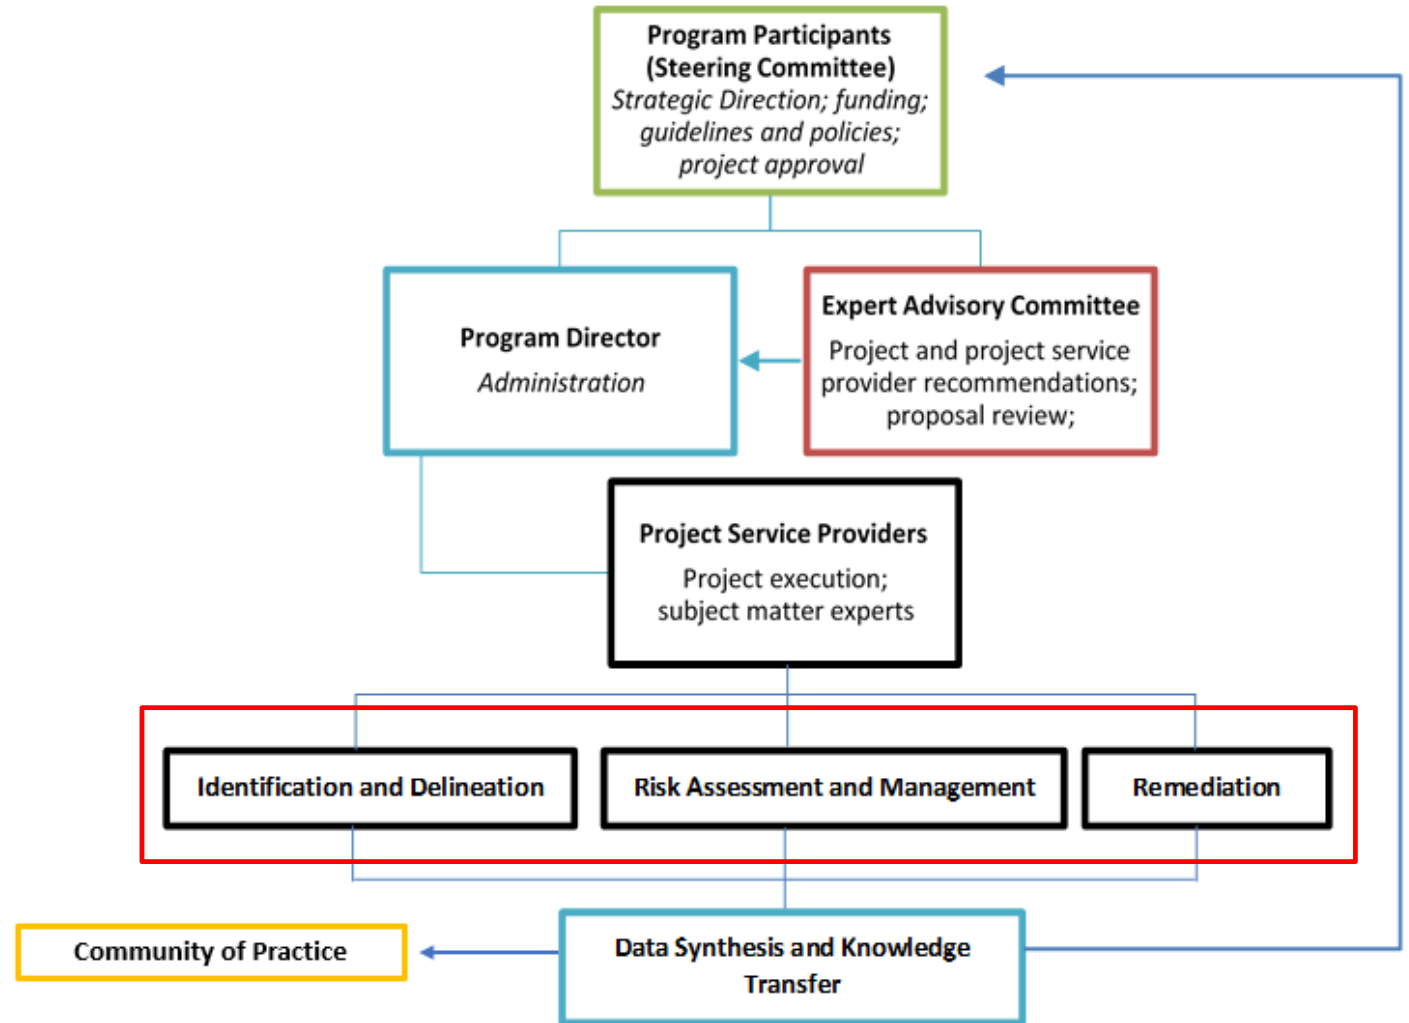 Program Participants
(Steering Committee)
Strategic Direction; funding;
guidelines and policies;
project approval
Program Director
Administration
Expert Advisory Committee
Project and project service
provider recommendations;
proposal review;
Project Service Providers
Project execution;
subject matter experts
Identification and Delineation
Risk Assessment and Management
Remediation
Community of Practice
Data Synthesis and Knowledge
Transfer